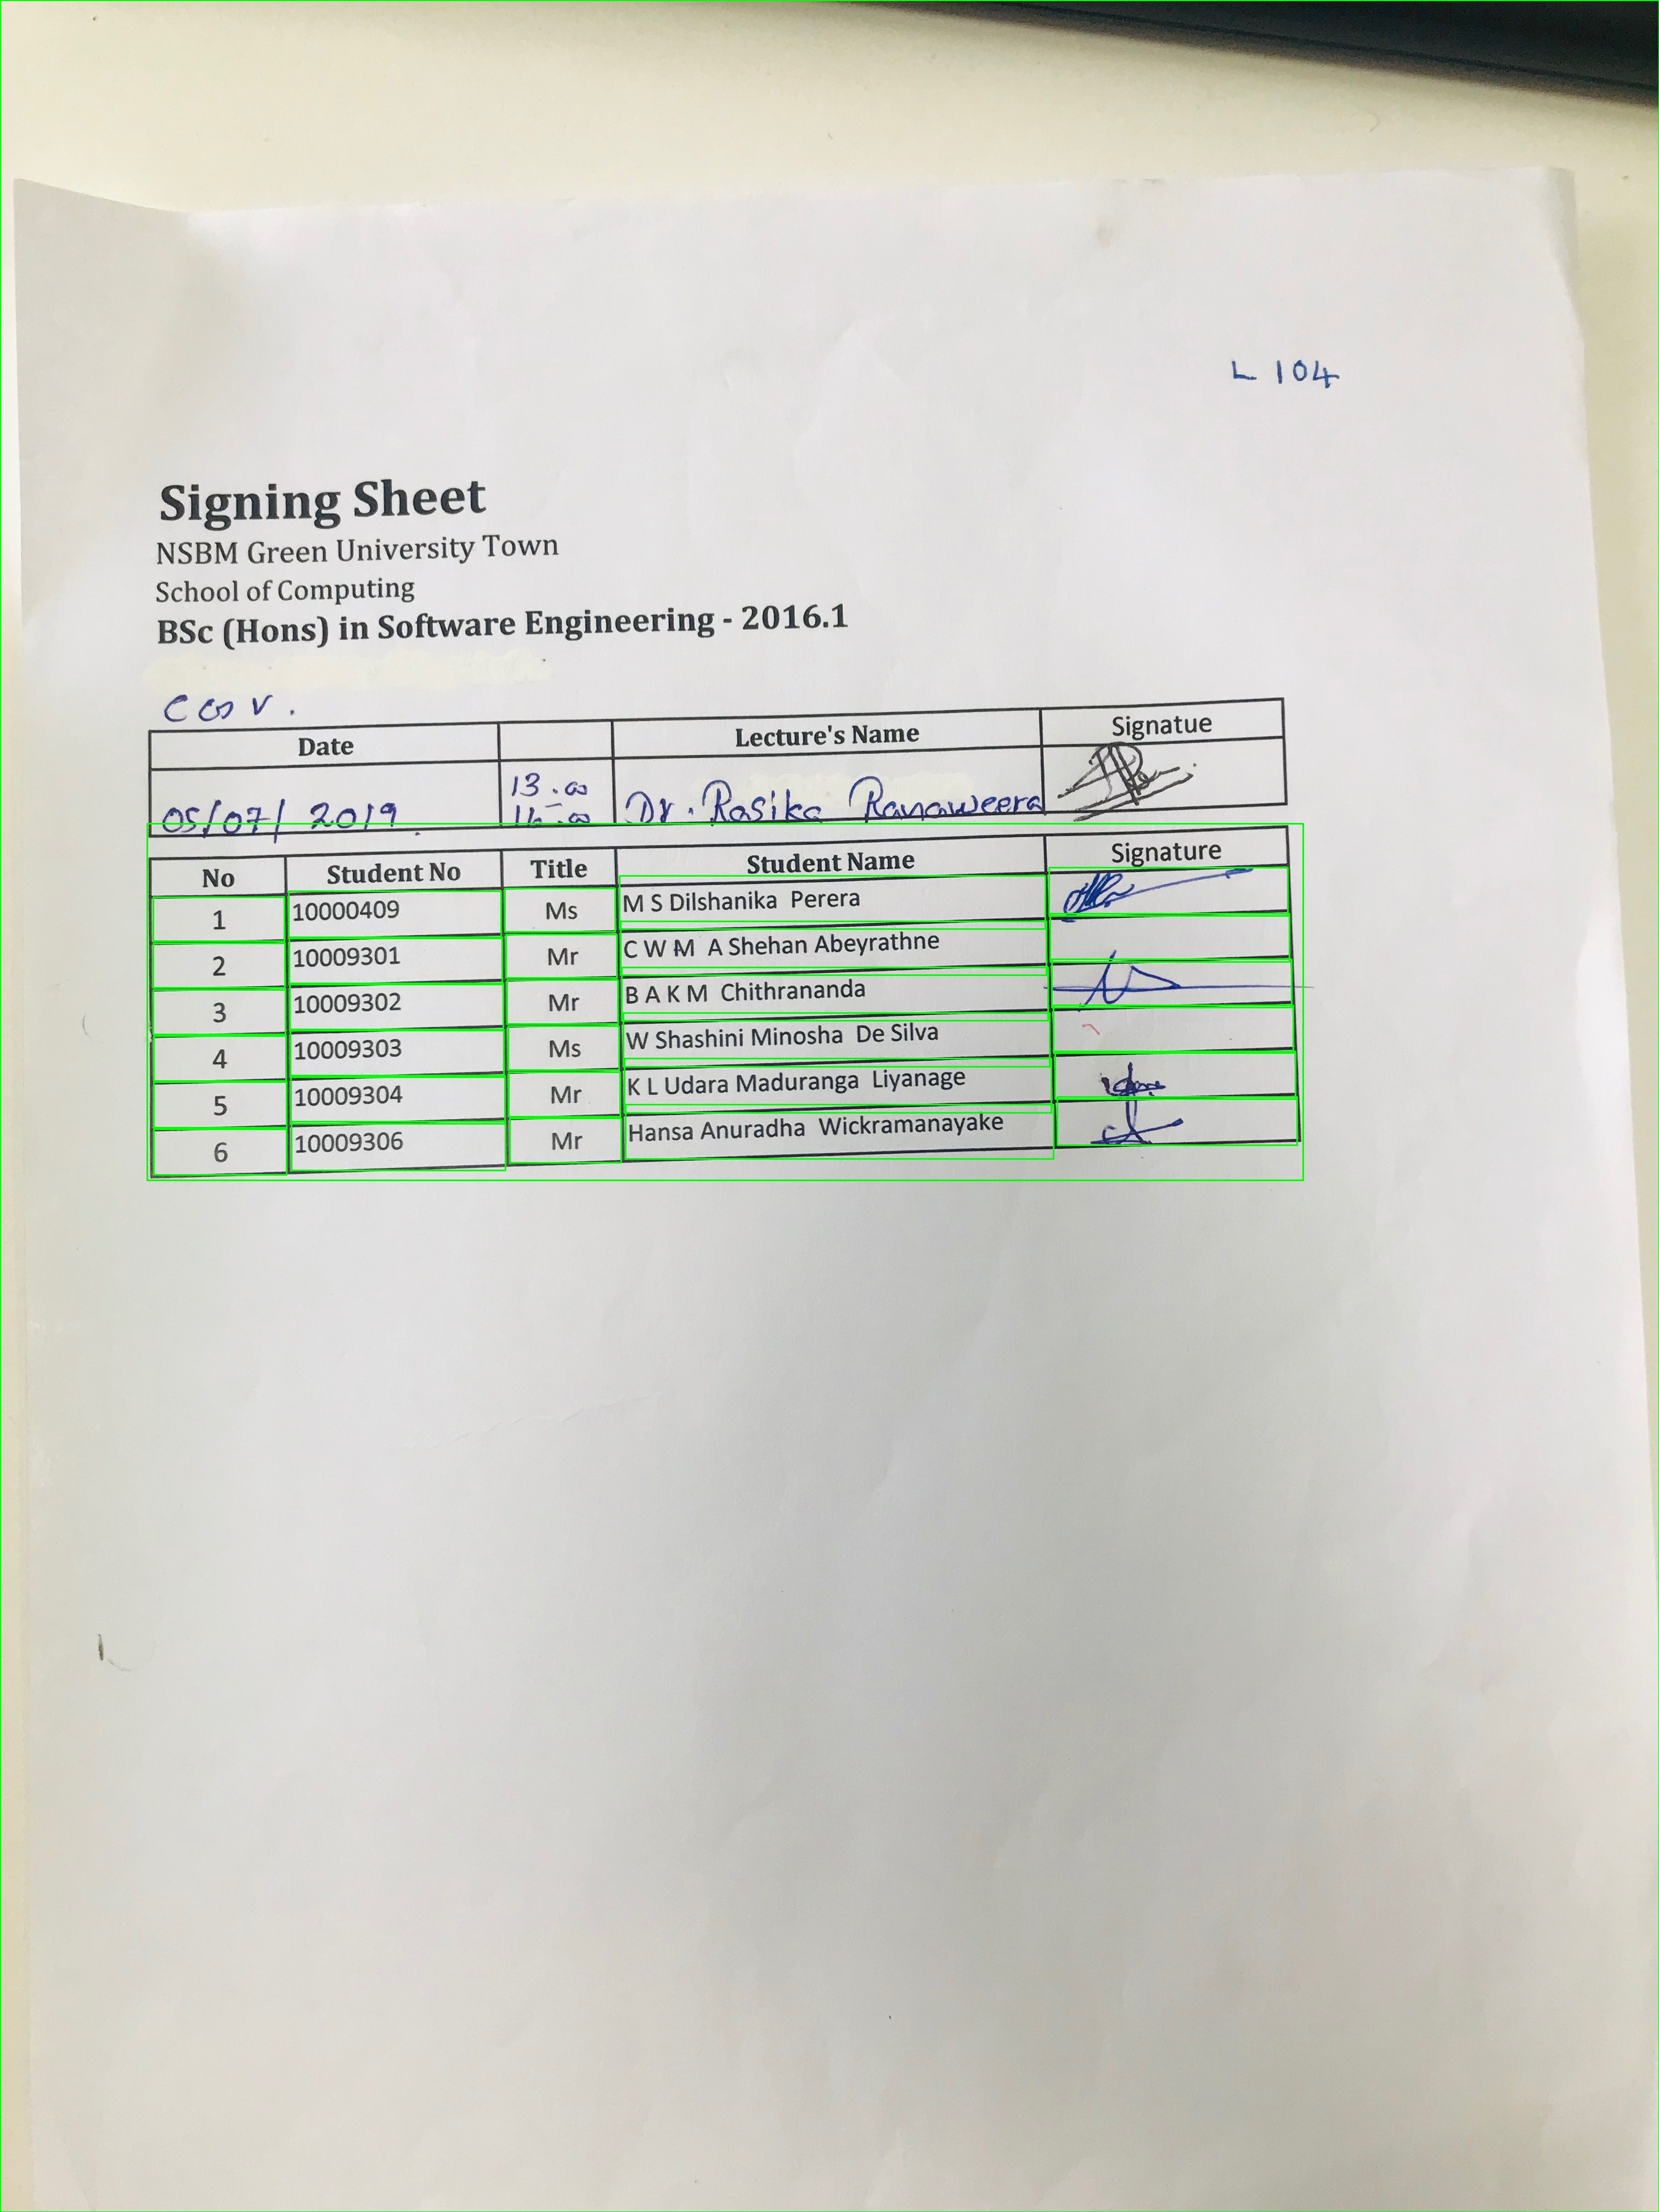 L 104
Signing Sheet
NSBM Green University Town
School of Computing
BSc (Hons) in Software Engineering - 2016.1
Date Lecture's Name Signatue
13.00
05/07/2019 Dr. Rasika Ranaweera
No Student No Title Student Name Signature
1 10000409 Ms M S Dilshanika Perera
2 10009301 Mr C W M A Shehan Abeyrathne
3 10009302 Mr B A K M Chithrananda
4 10009303 Ms W Shashini Minosha De Silva
5 10009304 Mr K L Udara Maduranga Liyanage
6 10009306 Mr Hansa Anuradha Wickramanayake